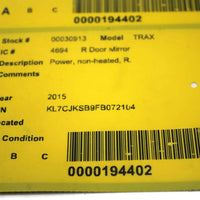 A B C
0000194402
Stock # 00030913 Model TRAX
IC # 4694 R Door Mirror
Description Power, non-heated, R.
Comments
ear 2015
N KL7CJKSB9FB072164
ocated
Condition
A B C
0000194402